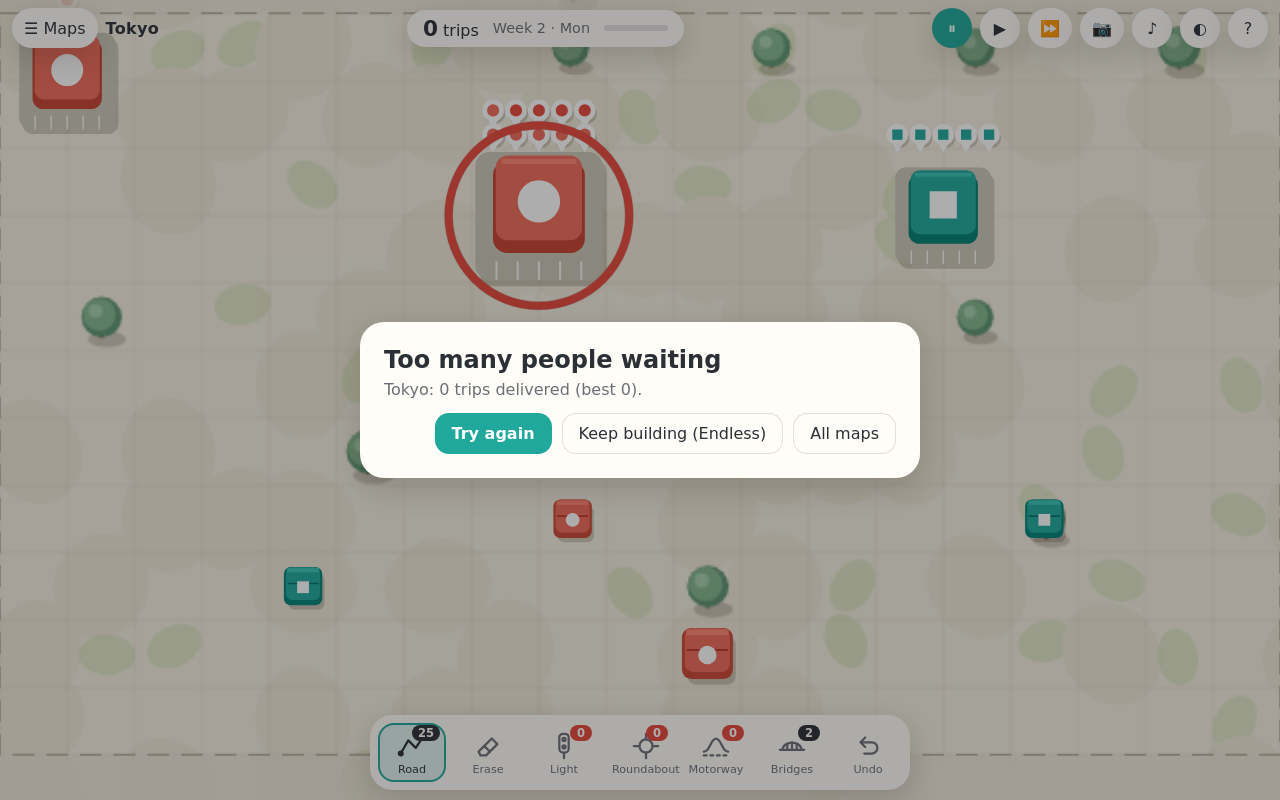 ☰ Maps
Tokyo
0 trips Week 2 · Mon
?
Too many people waiting
Tokyo: 0 trips delivered (best 0).
Try again
Keep building (Endless)
All maps
25
0
0
0
2
Road
Erase
Light
Roundabout
Motorway
Bridges
Undo